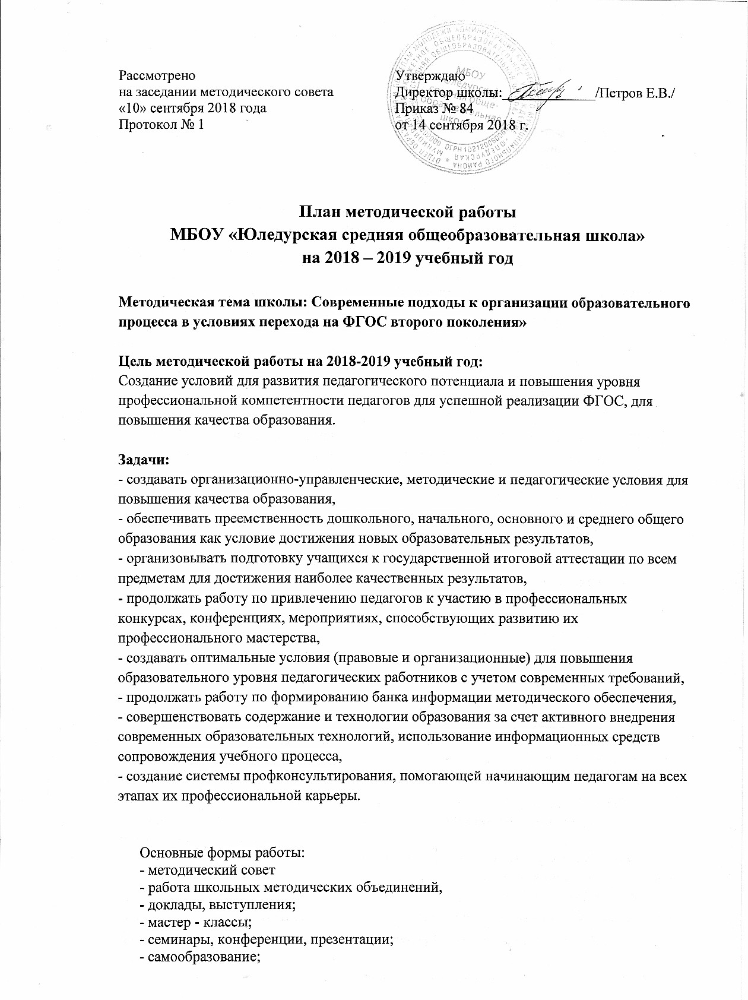 Рассмотрено
на заседании методического совета
«10» сентября 2018 года
Протокол № 1
Утверждаю
Директор школы:____________/Петров Е.В./
Приказ № 84
от 14 сентября 2018 г.
МБОУ
ОГРН
План методической работы
МБОУ «Юледурская средняя общеобразовательная школа»
на 2018 – 2019 учебный год
Методическая тема школы: Современные подходы к организации образовательного
процесса в условиях перехода на ФГОС второго поколения»
Цель методической работы на 2018-2019 учебный год:
Создание условий для развития педагогического потенциала и повышения уровня
профессиональной компетентности педагогов для успешной реализации ФГОС, для
повышения качества образования.
Задачи:
- создавать организационно-управленческие, методические и педагогические условия для
повышения качества образования,
- обеспечивать преемственность дошкольного, начального, основного и среднего общего
образования как условие достижения новых образовательных результатов,
- организовывать подготовку учащихся к государственной итоговой аттестации по всем
предметам для достижения наиболее качественных результатов,
- продолжать работу по привлечению педагогов к участию в профессиональных
конкурсах, конференциях, мероприятиях, способствующих развитию их
профессионального мастерства,
- создавать оптимальные условия (правовые и организационные) для повышения
образовательного уровня педагогических работников с учетом современных требований,
- продолжать работу по формированию банка информации методического обеспечения,
- совершенствовать содержание и технологии образования за счет активного внедрения
современных образовательных технологий, использование информационных средств
сопровождения учебного процесса,
- создание системы профконсультирования, помогающей начинающим педагогам на всех
этапах их профессиональной карьеры.
Основные формы работы:
- методический совет
- работа школьных методических объединений,
- доклады, выступления;
- мастер - классы;
- семинары, конференции, презентации;
- самообразование;